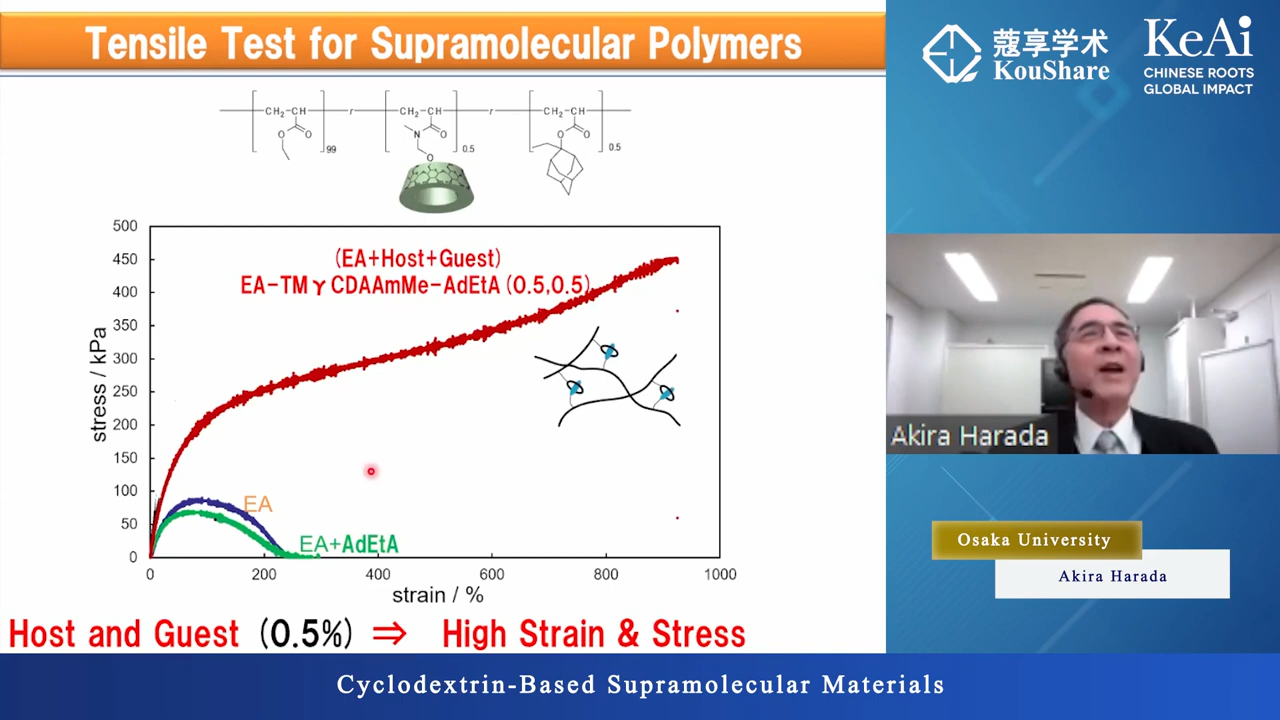 Tensile Test for Supramolecular Polymers
蔻享学术
KouShare
KeAi
CHINESE ROOTS
GLOBAL IMPACT
CH2-CH
O
O
99
r
CH2-CH
N
O
O
0.5
r
CH2-CH
O
O
0.5
stress / kPa
500
450
400
350
300
250
200
150
100
50
0
(EA+Host+Guest)
EA-TMγCDAAmMe-AdEtA (0.5,0.5)
EA
EA+AdEtA
0
200
400
600
800
1000
strain / %
Host and Guest (0.5%) ⇒ High Strain & Stress
Akira Harada
Osaka University
Akira Harada
Cyclodextrin-Based Supramolecular Materials